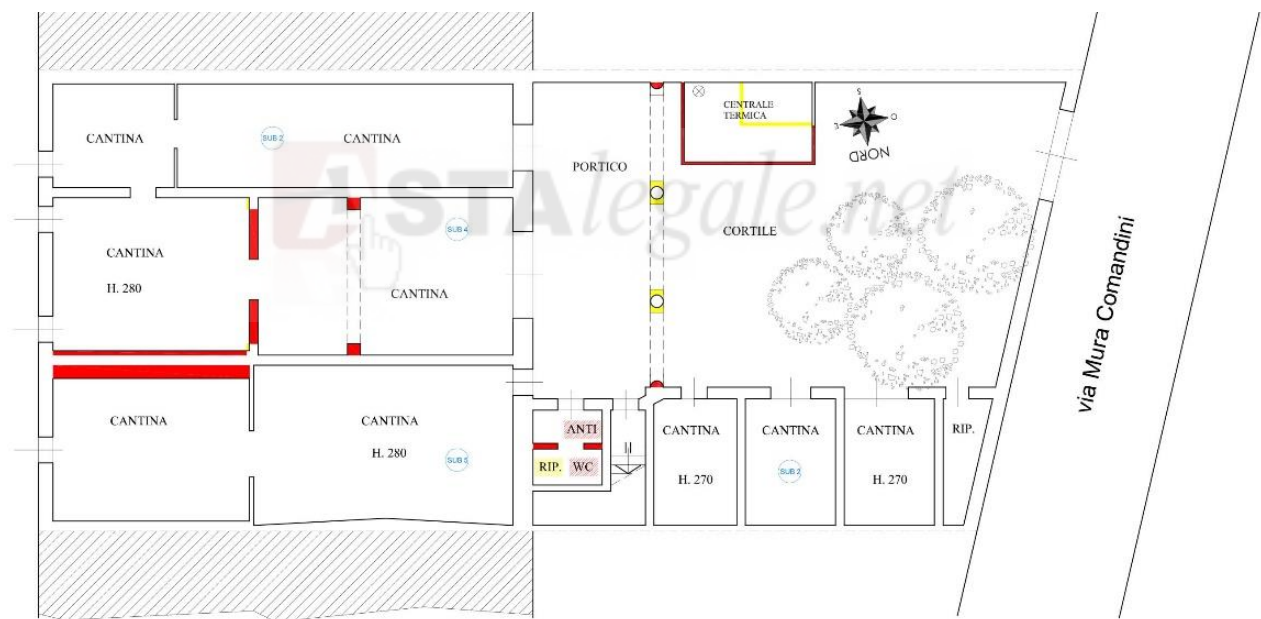 CANTINA
SUB 2
CANTINA
CENTRALE
TERMICA
S
O
E
NORD
PORTICO
ASTAlegale.net
SUB 4
CORTILE
CANTINA
H. 280
CANTINA
via Mura Comandini
CANTINA
CANTINA
H. 280
SUB 5
ANTI
RIP.
WC
CANTINA
H. 270
CANTINA
SUB 2
CANTINA
H. 270
RIP.